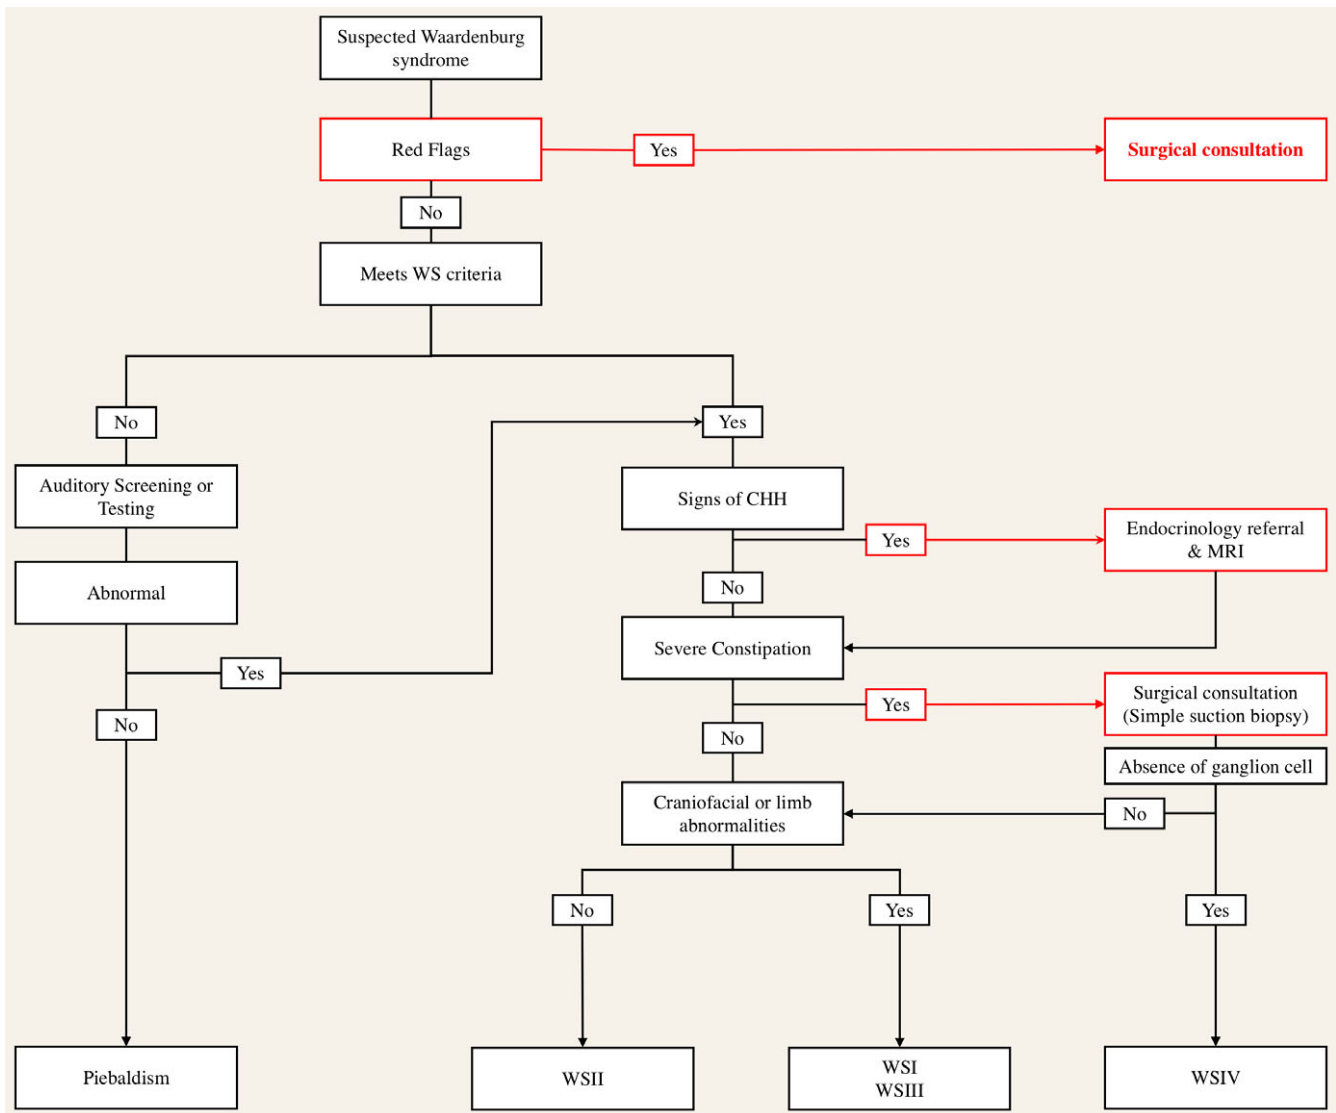 Suspected Waardenburg
syndrome
Red Flags
Yes
Surgical consultation
No
Meets WS criteria
No
Yes
Auditory Screening or
Testing
Signs of CHH
Yes
Endocrinology referral
& MRI
Abnormal
No
Severe Constipation
Yes
No
Yes
Surgical consultation
(Simple suction biopsy)
No
Absence of ganglion cell
Craniofacial or limb
abnormalities
No
No
Yes
Yes
Piebaldism
WSII
WSI
WSIII
WSIV